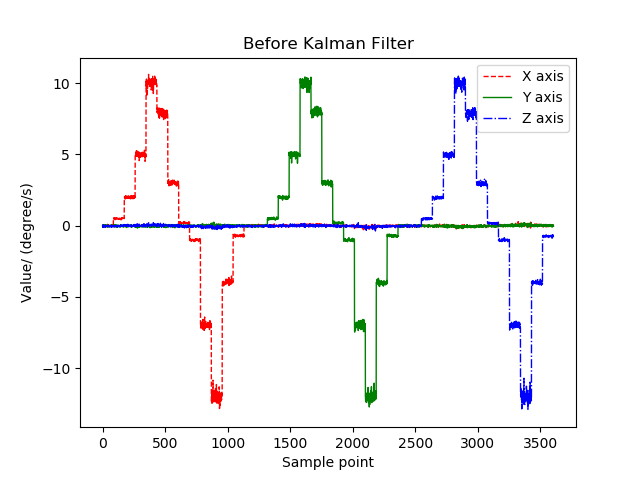 Before Kalman Filter
X axis
Y axis
Z axis
10
5
0
−5
−10
Value/ (degree/s)
0 500 1000 1500 2000 2500 3000 3500
Sample point